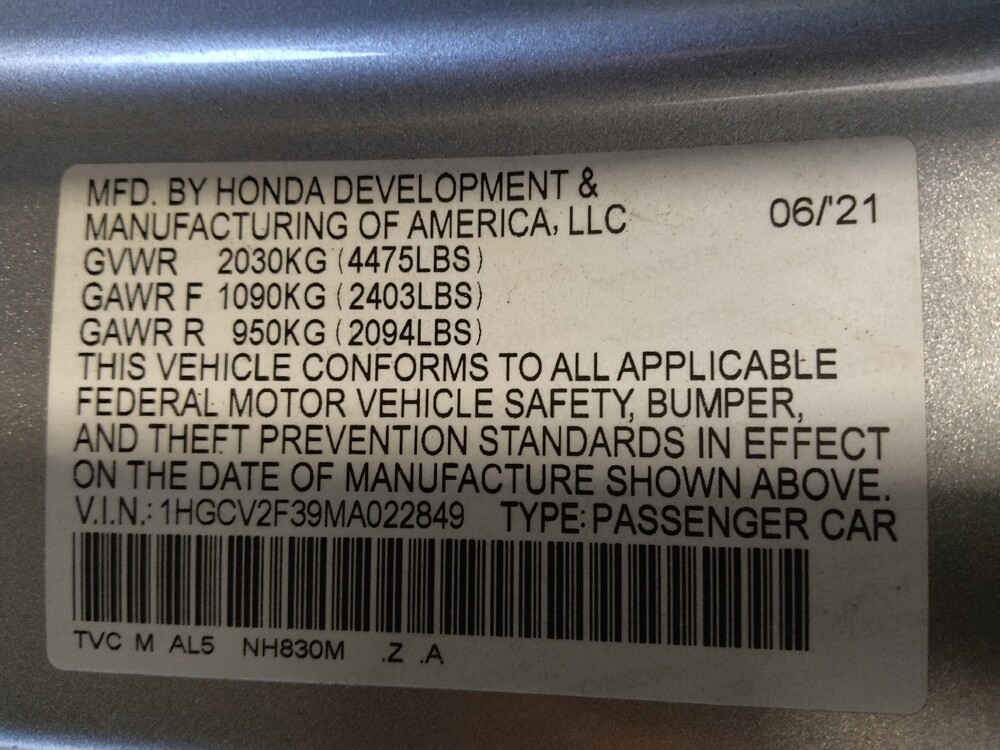 MFD. BY HONDA DEVELOPMENT &
MANUFACTURING OF AMERICA, LLC 06/'21
GVWR 2030KG (4475LBS)
GAWR F 1090KG (2403LBS)
GAWR R 950KG (2094LBS)
THIS VEHICLE CONFORMS TO ALL APPLICABLE
FEDERAL MOTOR VEHICLE SAFETY, BUMPER,
AND THEFT PREVENTION STANDARDS IN EFFECT
ON THE DATE OF MANUFACTURE SHOWN ABOVE.
V.I.N.: 1HGCV2F39MA022849 TYPE: PASSENGER CAR
TVC M AL5 NH830M .Z .A